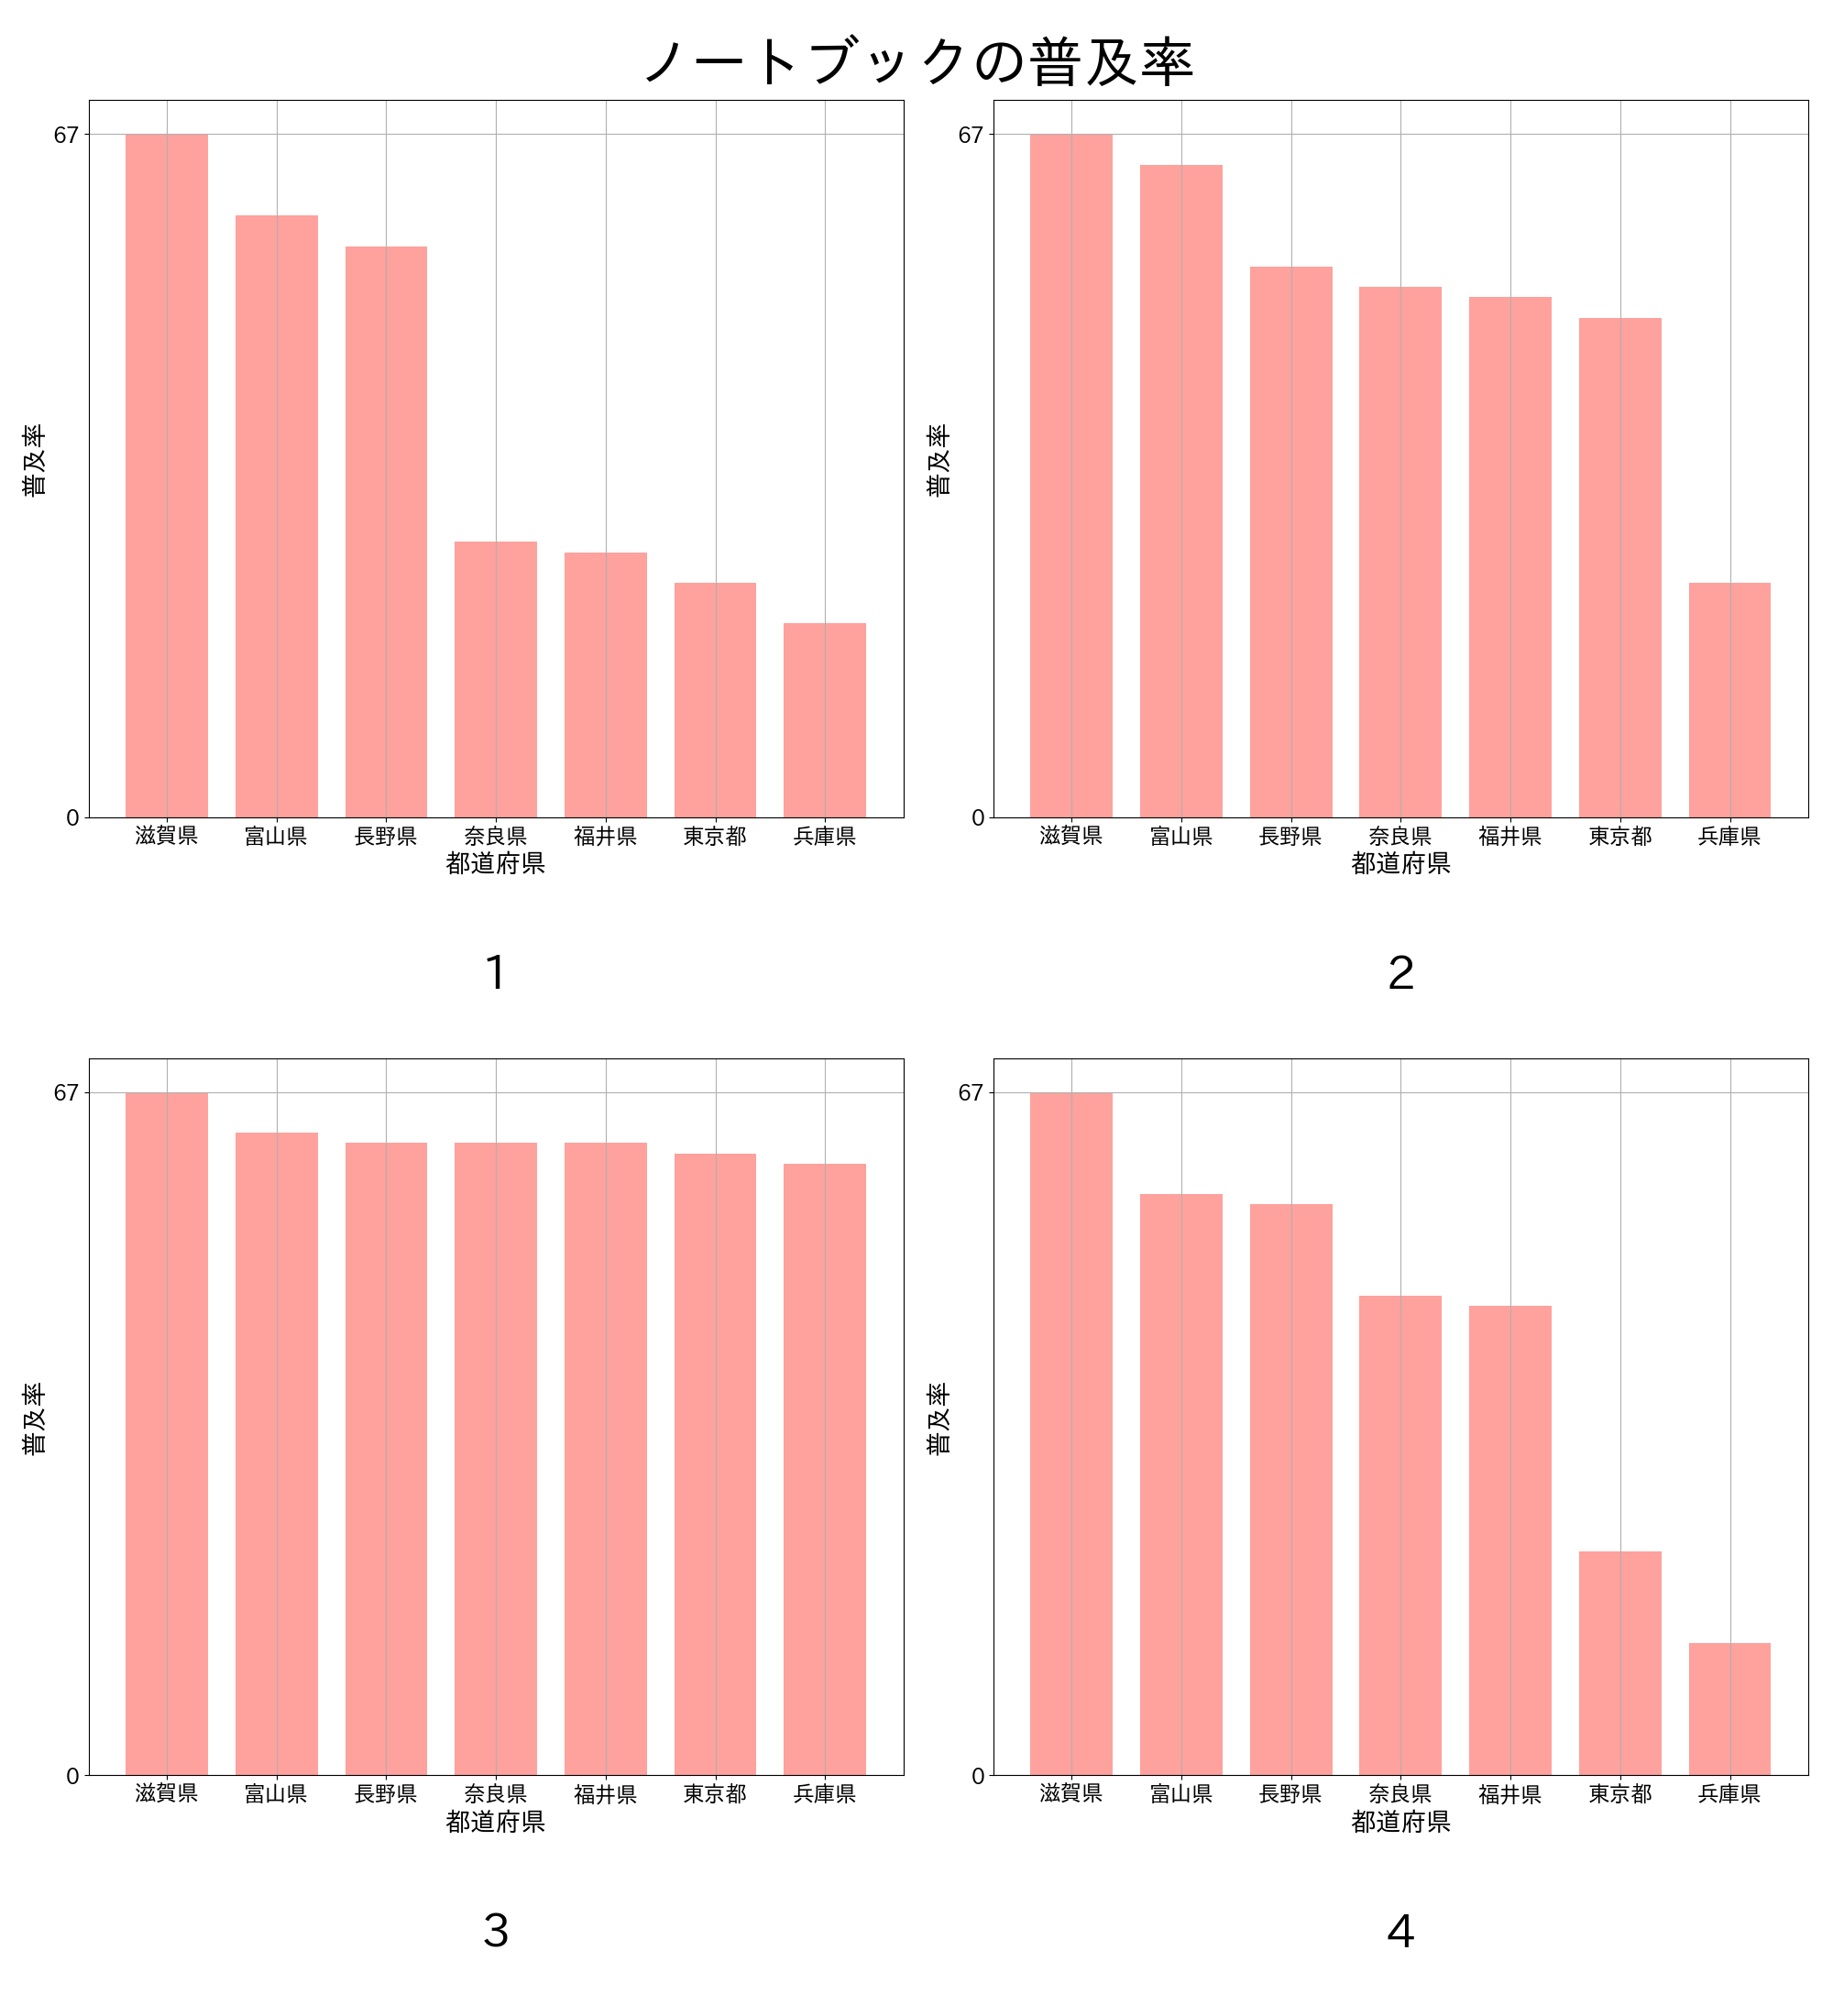 ノートブックの普及率
67
0
普及率
滋賀県 富山県 長野県 奈良県 福井県 東京都 兵庫県
都道府県
1
67
0
普及率
滋賀県 富山県 長野県 奈良県 福井県 東京都 兵庫県
都道府県
2
67
0
普及率
滋賀県 富山県 長野県 奈良県 福井県 東京都 兵庫県
都道府県
3
67
0
普及率
滋賀県 富山県 長野県 奈良県 福井県 東京都 兵庫県
都道府県
4